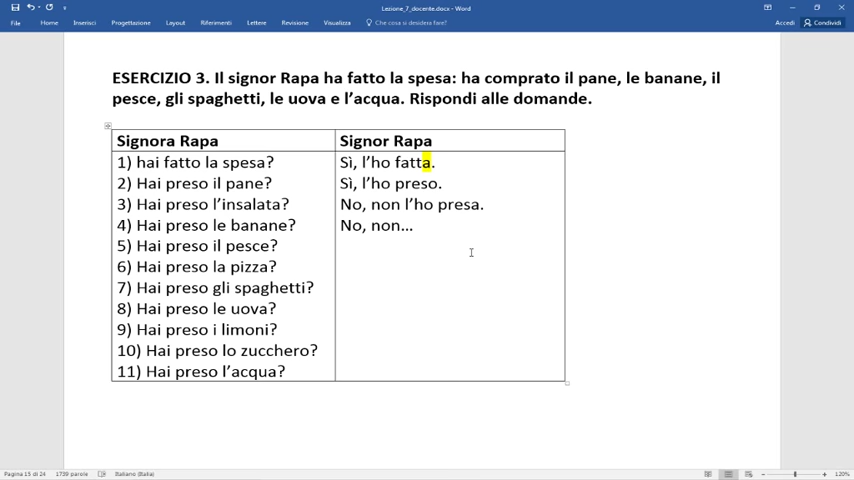 Lezione_7_docente.docx - Word
File Home Inserisci Progettazione Layout Riferimenti Lettere Revisione Visualizza Che cosa si desidera fare? Accedi Condividi
ESERCIZIO 3. Il signor Rapa ha fatto la spesa: ha comprato il pane, le banane, il
pesce, gli spaghetti, le uova e l’acqua. Rispondi alle domande.
Signora Rapa Signor Rapa
1) hai fatto la spesa? Sì, l’ho fatta.
2) Hai preso il pane? Sì, l’ho preso.
3) Hai preso l’insalata? No, non l’ho presa.
4) Hai preso le banane? No, non…
5) Hai preso il pesce?
6) Hai preso la pizza?
7) Hai preso gli spaghetti?
8) Hai preso le uova?
9) Hai preso i limoni?
10) Hai preso lo zucchero?
11) Hai preso l’acqua?
Pagina 15 di 24 1739 parole Italiano (Italia) 120%